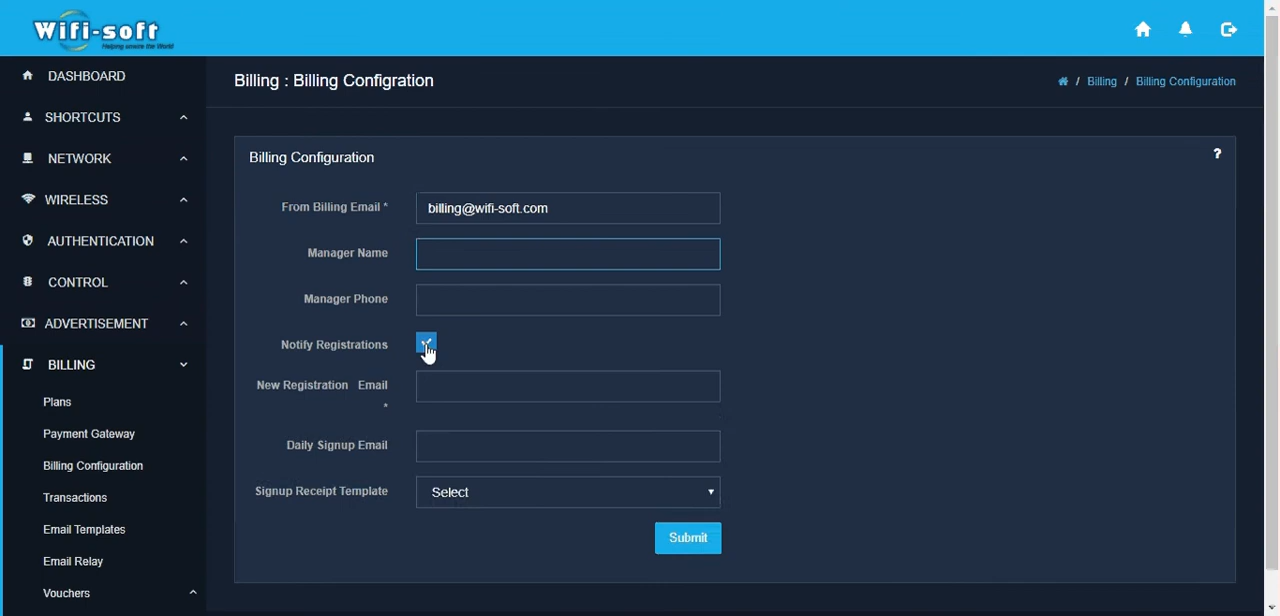 Wifi-soft
Helping unwire the World
DASHBOARD
SHORTCUTS
NETWORK
WIRELESS
AUTHENTICATION
CONTROL
ADVERTISEMENT
BILLING
Plans
Payment Gateway
Billing Configuration
Transactions
Email Templates
Email Relay
Vouchers
Billing : Billing Configration
/ Billing / Billing Configuration
Billing Configuration
?
From Billing Email *
billing@wifi-soft.com
Manager Name
Manager Phone
Notify Registrations
New Registration Email
*
Daily Signup Email
Signup Receipt Template
Select
Submit